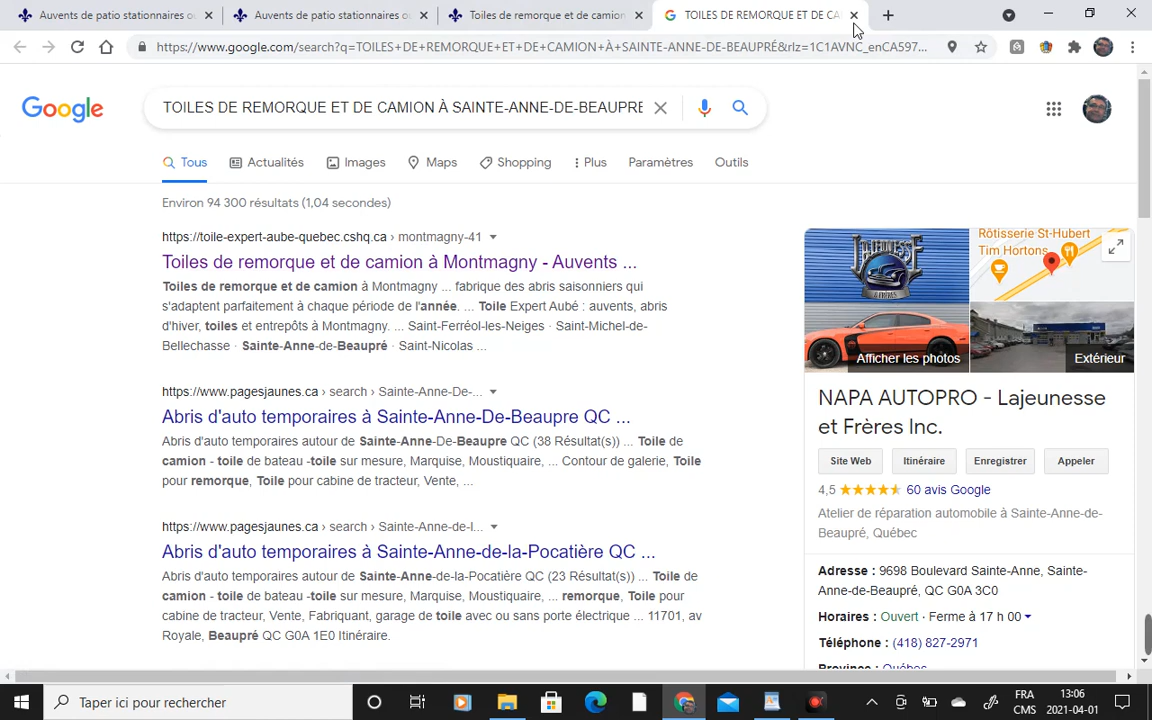 Auvents de patio stationnaires o
Auvents de patio stationnaires o
Toiles de remorque et de camion
TOILES DE REMORQUE ET DE CA
https://www.google.com/search?q=TOILES+DE+REMORQUE+ET+DE+CAMION+À+SAINTE-ANNE-DE-BEAUPRÉ&rlz=1C1AVNC_enCA597...
Google
TOILES DE REMORQUE ET DE CAMION À SAINTE-ANNE-DE-BEAUPRE
Tous
Actualités
Images
Maps
Shopping
Plus
Paramètres
Outils
Environ 94 300 résultats (1,04 secondes)
https://toile-expert-aube-quebec.cshq.ca › montmagny-41
Toiles de remorque et de camion à Montmagny - Auvents ...
Toiles de remorque et de camion à Montmagny ... fabrique des abris saisonniers qui
s'adaptent parfaitement à chaque période de l'année. ... Toile Expert Aubé : auvents, abris
d'hiver, toiles et entrepôts à Montmagny. ... Saint-Ferréol-les-Neiges · Saint-Michel-de-
Bellechasse · Sainte-Anne-de-Beaupré · Saint-Nicolas ...
https://www.pagesjaunes.ca › search › Sainte-Anne-De-...
Abris d'auto temporaires à Sainte-Anne-De-Beaupre QC ...
Abris d'auto temporaires autour de Sainte-Anne-De-Beaupre QC (38 Résultat(s)) ... Toile de
camion - toile de bateau -toile sur mesure, Marquise, Moustiquaire, ... Contour de galerie, Toile
pour remorque, Toile pour cabine de tracteur, Vente, ...
https://www.pagesjaunes.ca › search › Sainte-Anne-de-l...
Abris d'auto temporaires à Sainte-Anne-de-la-Pocatière QC ...
Abris d'auto temporaires autour de Sainte-Anne-de-la-Pocatière QC (23 Résultat(s)) ... Toile de
camion - toile de bateau -toile sur mesure, Marquise, Moustiquaire, ... remorque, Toile pour
cabine de tracteur, Vente, Fabriquant, garage de toile avec ou sans porte électrique ... 11701, av
Royale, Beaupré QC G0A 1E0 Itinéraire.
LAJEUNESSE
& FRÈRES
Rôtisserie St-Hubert
Tim Hortons
Afficher les photos
Extérieur
NAPA AUTOPRO - Lajeunesse
et Frères Inc.
Site Web
Itinéraire
Enregistrer
Appeler
4,5
60 avis Google
Atelier de réparation automobile à Sainte-Anne-de-
Beaupré, Québec
Adresse : 9698 Boulevard Sainte-Anne, Sainte-
Anne-de-Beaupré, QC G0A 3C0
Horaires : Ouvert · Ferme à 17 h 00
Téléphone : (418) 827-2971
Province : Québec
Taper ici pour rechercher
FRA
CMS
13:06
2021-04-01